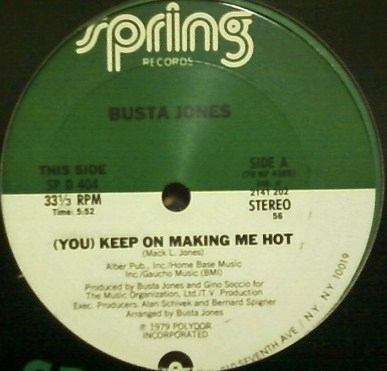 spring
RECORDS
BUSTA JONES
THIS SIDE
SP D 404
33⅓ RPM
Time: 5:52
SIDE A
2141 202
STEREO
56
(YOU) KEEP ON MAKING ME HOT
(Mack L. Jones)
Alber Pub., Inc/Home Base Music
Inc/Gaucho Music (BMI)
Produced by Busta Jones and Gino Soccio for
The Music Organization, Ltd./T.V. Production
Exec. Producers: Alan Schivek and Bernard Spigner
Arranged by Busta Jones
℗ 1979 POLYDOR
INCORPORATED
SEVENTH AVE / NY, NY 10019